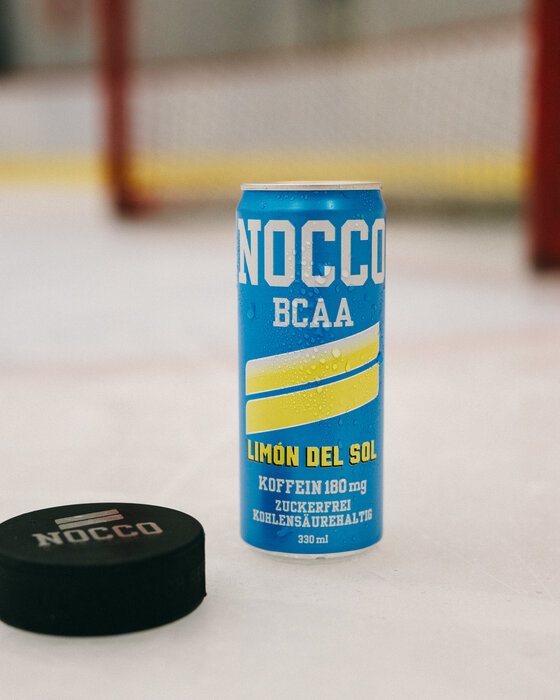 NOCCO
BCAA
LIMÓN DEL SOL
KOFFEIN 180 mg
ZUCKERFREI
KOHLENSÄUREHALTIG
330 ml
NOCCO